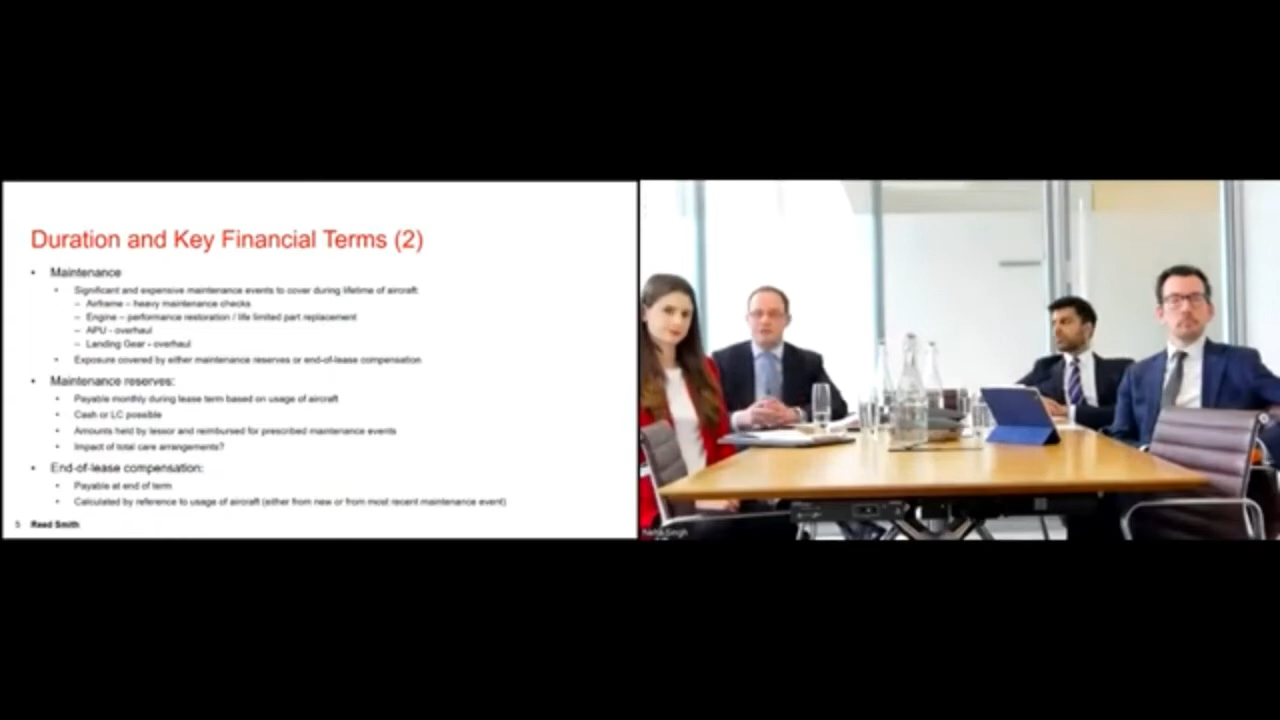 Duration and Key Financial Terms (2)
• Maintenance
• Significant and expensive maintenance events to cover during lifetime of aircraft:
– Airframe – heavy maintenance checks
– Engine – performance restoration / life limited part replacement
– APU - overhaul
– Landing Gear - overhaul
• Exposure covered by either maintenance reserves or end-of-lease compensation
• Maintenance reserves:
• Payable monthly during lease term based on usage of aircraft
• Cash or LC possible
• Amounts held by lessor and reimbursed for prescribed maintenance events
• Impact of total care arrangements?
• End-of-lease compensation:
• Payable at end of term
• Calculated by reference to usage of aircraft (either from new or from most recent maintenance event)
5 Reed Smith
Singh